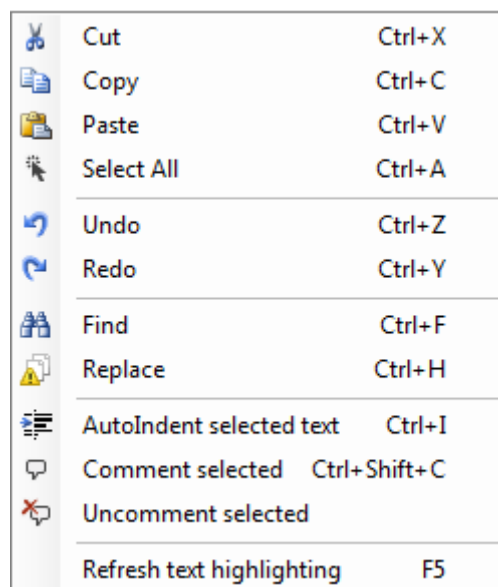 Cut Ctrl+X
Copy Ctrl+C
Paste Ctrl+V
Select All Ctrl+A
Undo Ctrl+Z
Redo Ctrl+Y
Find Ctrl+F
Replace Ctrl+H
AutoIndent selected text Ctrl+I
Comment selected Ctrl+Shift+C
Uncomment selected
Refresh text highlighting F5